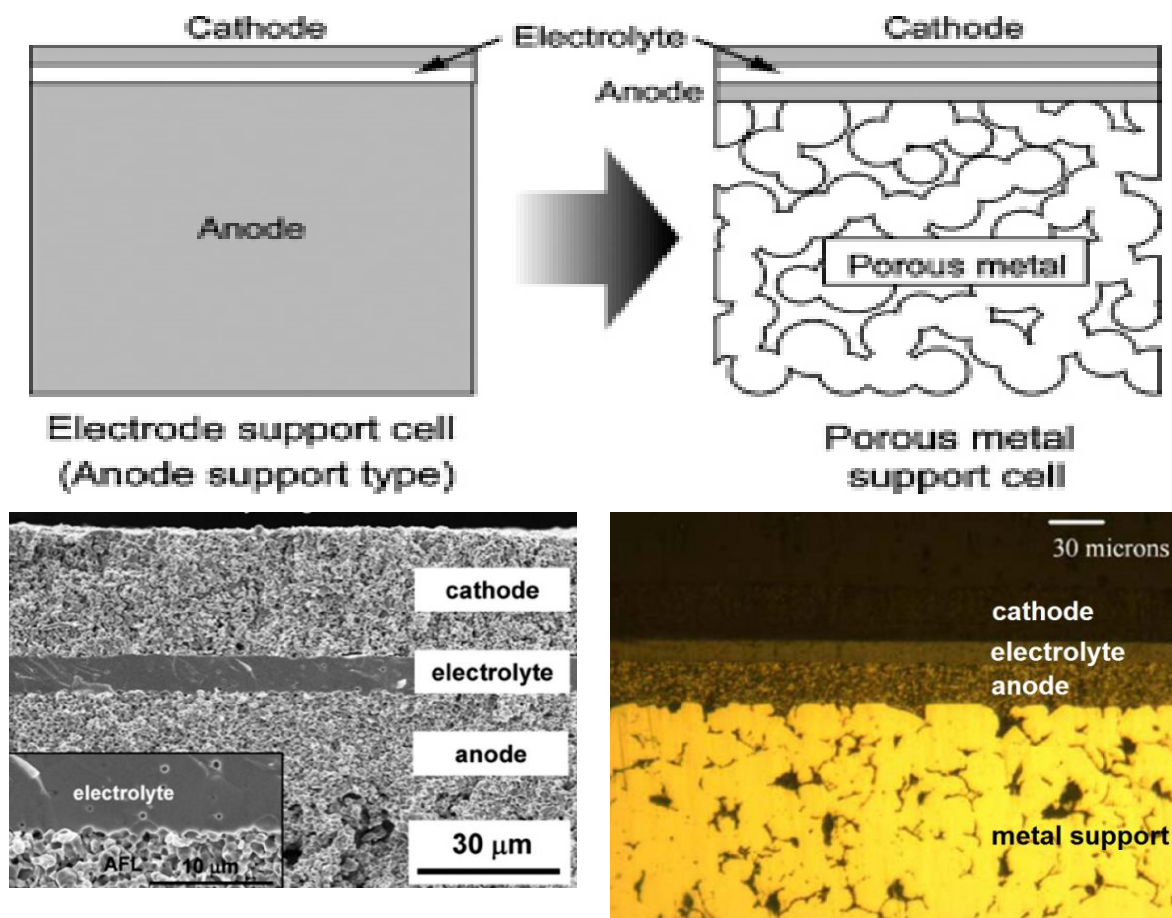 Cathode
Electrolyte
Cathode
Anode
Anode
Porous metal
Electrode support cell
(Anode support type)
Porous metal
support cell
cathode
electrolyte
anode
electrolyte
AFL
10 μm
30 μm
30 microns
cathode
electrolyte
anode
metal support